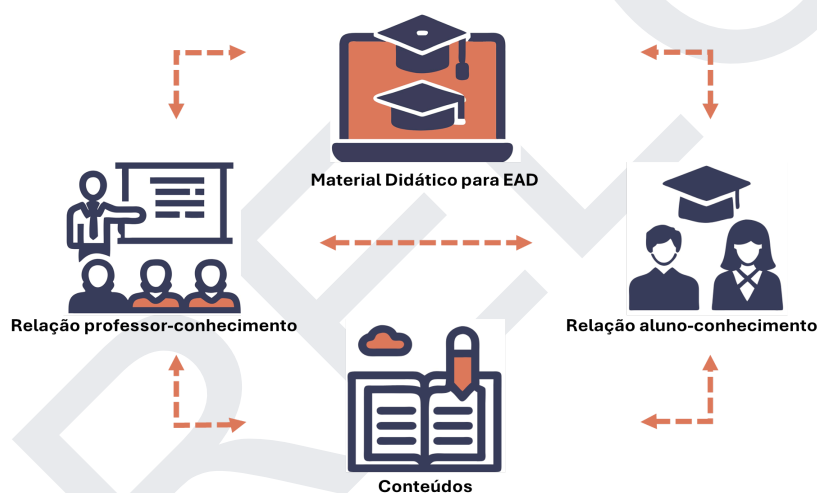 Material Didático para EAD
Relação professor-conhecimento
Relação aluno-conhecimento
Conteúdos